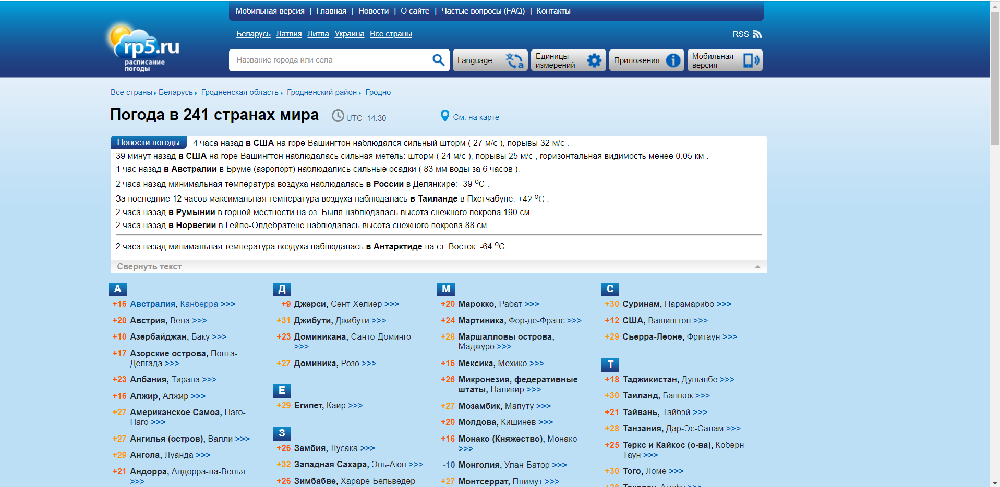 Мобильная версия | Главная | Новости | О сайте | Частые вопросы (FAQ) | Контакты
Беларусь Латвия Литва Украина Все страны
RSS
rp5.ru
расписание
погоды
Название города или села
Language
Единицы
измерений
Приложения
Мобильная
версия
Все страны Беларусь Гродненская область Гродненский район Гродно
Погода в 241 странах мира
UTC 14:30
См. на карте
Новости погоды 4 часа назад в США на горе Вашингтон наблюдался сильный шторм ( 27 м/с ), порывы 32 м/с .
39 минут назад в США на горе Вашингтон наблюдалась сильная метель: шторм ( 24 м/с ), порывы 25 м/с , горизонтальная видимость менее 0.05 км .
1 час назад в Австралии в Бруме (аэропорт) наблюдались сильные осадки ( 83 мм воды за 6 часов ).
2 часа назад минимальная температура воздуха наблюдалась в России в Делянкире: -39 °C .
За последние 12 часов максимальная температура воздуха наблюдалась в Таиланде в Пхетчабуне: +42 °C .
2 часа назад в Румынии в горной местности на оз. Быля наблюдалась высота снежного покрова 190 см .
2 часа назад в Норвегии в Гейло-Олдебратене наблюдалась высота снежного покрова 88 см .
2 часа назад минимальная температура воздуха наблюдалась в Антарктиде на ст. Восток: -64 °C .
Свернуть текст
А
+16 Австралия, Канберра >>>
+20 Австрия, Вена >>>
+10 Азербайджан, Баку >>>
+17 Азорские острова, Понта-
Делгада >>>
+23 Албания, Тирана >>>
+16 Алжир, Алжир >>>
+27 Американское Самоа, Паго-
Паго >>>
+27 Ангилья (остров), Валли >>>
+29 Ангола, Луанда >>>
+21 Андорра, Андорра-ла-Велья
>>>
Д
+9 Джерси, Сент-Хелиер >>>
+31 Джибути, Джибути >>>
+23 Доминикана, Санто-Доминго
>>>
+27 Доминика, Розо >>>
Е
+29 Египет, Каир >>>
З
+26 Замбия, Лусака >>>
+32 Западная Сахара, Эль-Аюн >>>
+26 Зимбабве, Хараре-Бельведер
М
+20 Марокко, Рабат >>>
+24 Мартиника, Фор-де-Франс >>>
+28 Маршалловы острова,
Маджуро >>>
+16 Мексика, Мехико >>>
+26 Микронезия, федеративные
штаты, Паликир >>>
+27 Мозамбик, Мапуту >>>
+20 Молдова, Кишинев >>>
+16 Монако (Княжество), Монако
>>>
-10 Монголия, Улан-Батор >>>
+27 Монтсеррат, Плимут >>>
С
+30 Суринам, Парамарибо >>>
+12 США, Вашингтон >>>
+29 Сьерра-Леоне, Фритаун >>>
Т
+18 Таджикистан, Душанбе >>>
+30 Таиланд, Бангкок >>>
+21 Тайвань, Тайбэй >>>
+28 Танзания, Дар-Эс-Салам >>>
+25 Теркс и Кайкос (о-ва), Коберн-
Таун >>>
+30 Того, Ломе >>>